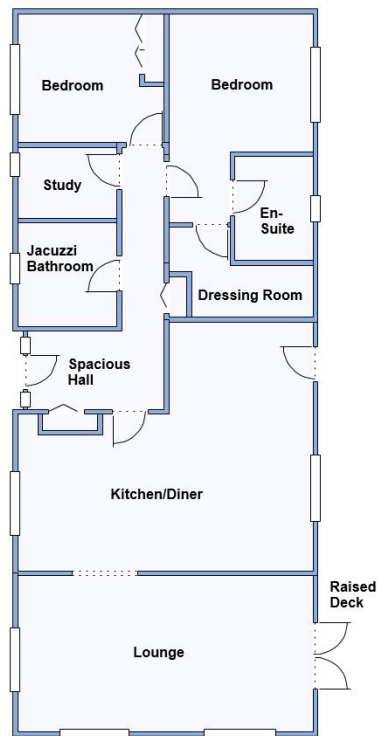 Bedroom
Bedroom
Study
En-
Suite
Jacuzzi
Bathroom
Dressing Room
Spacious
Hall
Kitchen/Diner
Raised
Deck
Lounge